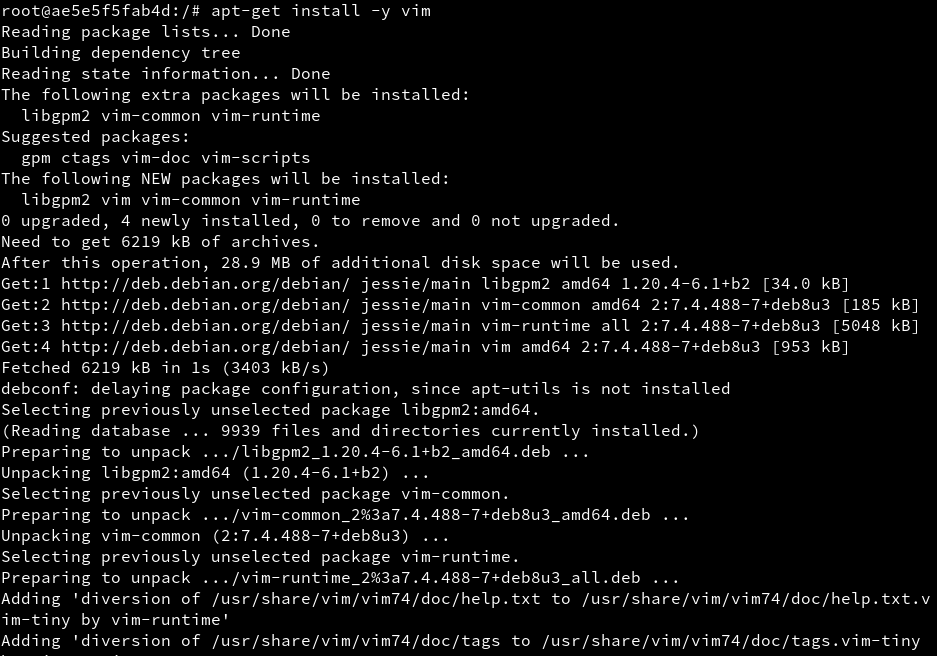 root@ae5e5f5fab4d:/# apt-get install -y vim
Reading package lists... Done
Building dependency tree
Reading state information... Done
The following extra packages will be installed:
  libgpm2 vim-common vim-runtime
Suggested packages:
  gpm ctags vim-doc vim-scripts
The following NEW packages will be installed:
  libgpm2 vim vim-common vim-runtime
0 upgraded, 4 newly installed, 0 to remove and 0 not upgraded.
Need to get 6219 kB of archives.
After this operation, 28.9 MB of additional disk space will be used.
Get:1 http://deb.debian.org/debian/ jessie/main libgpm2 amd64 1.20.4-6.1+b2 [34.0 kB]
Get:2 http://deb.debian.org/debian/ jessie/main vim-common amd64 2:7.4.488-7+deb8u3 [185 kB]
Get:3 http://deb.debian.org/debian/ jessie/main vim-runtime all 2:7.4.488-7+deb8u3 [5048 kB]
Get:4 http://deb.debian.org/debian/ jessie/main vim amd64 2:7.4.488-7+deb8u3 [953 kB]
Fetched 6219 kB in 1s (3403 kB/s)
debconf: delaying package configuration, since apt-utils is not installed
Selecting previously unselected package libgpm2:amd64.
(Reading database ... 9939 files and directories currently installed.)
Preparing to unpack .../libgpm2_1.20.4-6.1+b2_amd64.deb ...
Unpacking libgpm2:amd64 (1.20.4-6.1+b2) ...
Selecting previously unselected package vim-common.
Preparing to unpack .../vim-common_2%3a7.4.488-7+deb8u3_amd64.deb ...
Unpacking vim-common (2:7.4.488-7+deb8u3) ...
Selecting previously unselected package vim-runtime.
Preparing to unpack .../vim-runtime_2%3a7.4.488-7+deb8u3_all.deb ...
Adding 'diversion of /usr/share/vim/vim74/doc/help.txt to /usr/share/vim/vim74/doc/help.txt.v
im-tiny by vim-runtime'
Adding 'diversion of /usr/share/vim/vim74/doc/tags to /usr/share/vim/vim74/doc/tags.vim-tiny